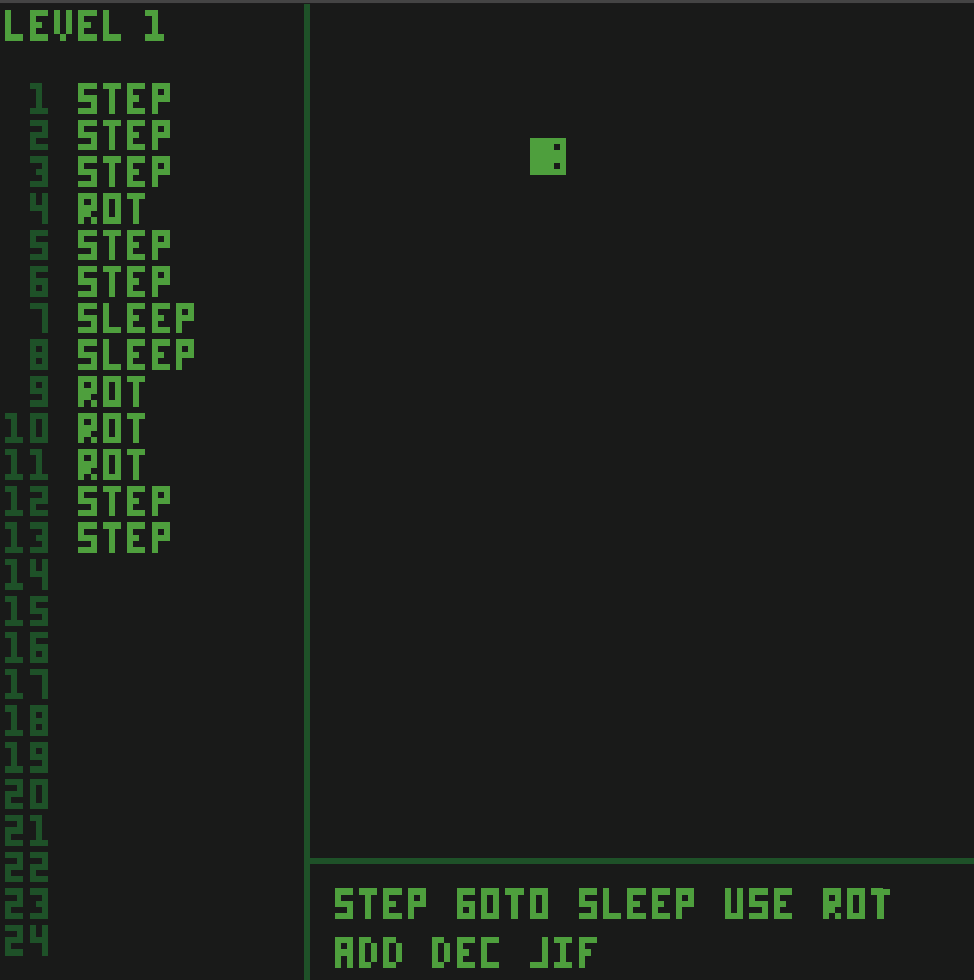 LEVEL 1
1 STEP
2 STEP
3 STEP
4 ROT
5 STEP
6 STEP
7 SLEEP
8 SLEEP
9 ROT
10 ROT
11 ROT
12 STEP
13 STEP
14
15
16
17
18
19
20
21
22
23
24
STEP GOTO SLEEP USE ROT
ADD DEC JIF